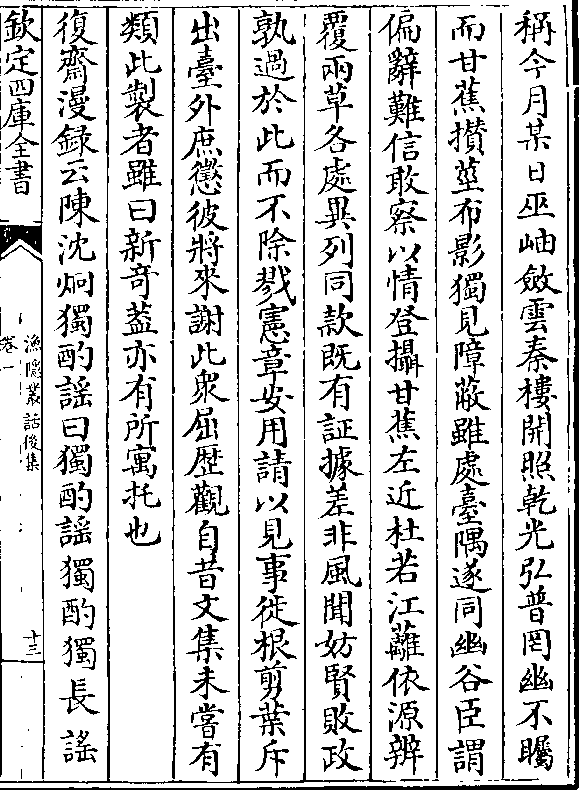 稱今月某日巫岫斂雲秦樓開照乾光弘普罔幽不矚
而甘蕉攅莖布影獨見障蔽雖處臺隅遂同幽谷臣謂
偏辭難信敢察以情登攝甘蕉左近杜若江蘺依源辨
覆兩草各處異列同款既有証據差非風聞妨賢敗政
孰過於此而不除戮憲章安用請以見事徙根剪葉斥
出臺外庶懲彼將來謝此衆屈歴觀自昔文集未嘗有
類此製者雖曰新竒葢亦有所寓托也
復齋漫録云陳沈炯獨酌謡曰獨酌謡獨酌獨長謡
欽定四庫全書
漁隠叢話後集
卷一
十三